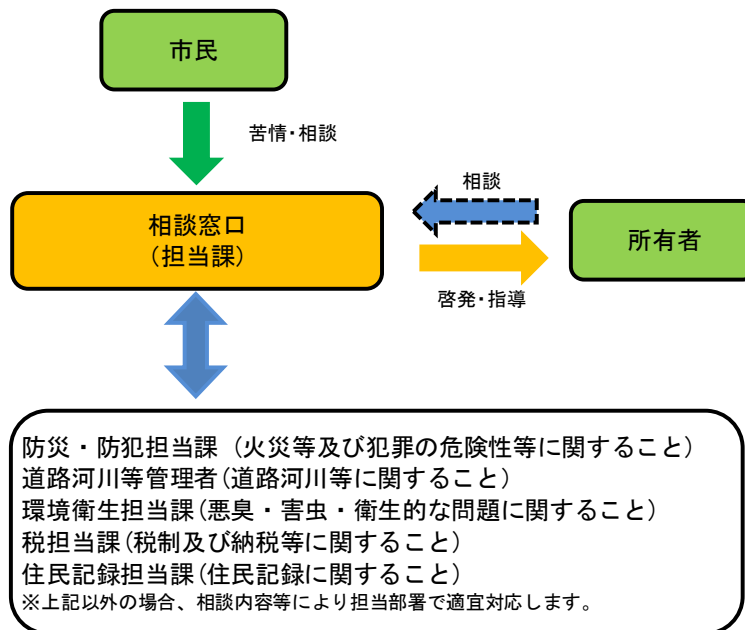 市民
苦情・相談
相談窓口
(担当課)
相談
所有者
啓発・指導
防災・防犯担当課（火災等及び犯罪の危険性等に関すること）
道路河川等管理者(道路河川等に関すること)
環境衛生担当課(悪臭・害虫・衛生的な問題に関すること)
税担当課(税制及び納税等に関すること)
住民記録担当課(住民記録に関すること)
※上記以外の場合、相談内容等により担当部署で適宜対応します。